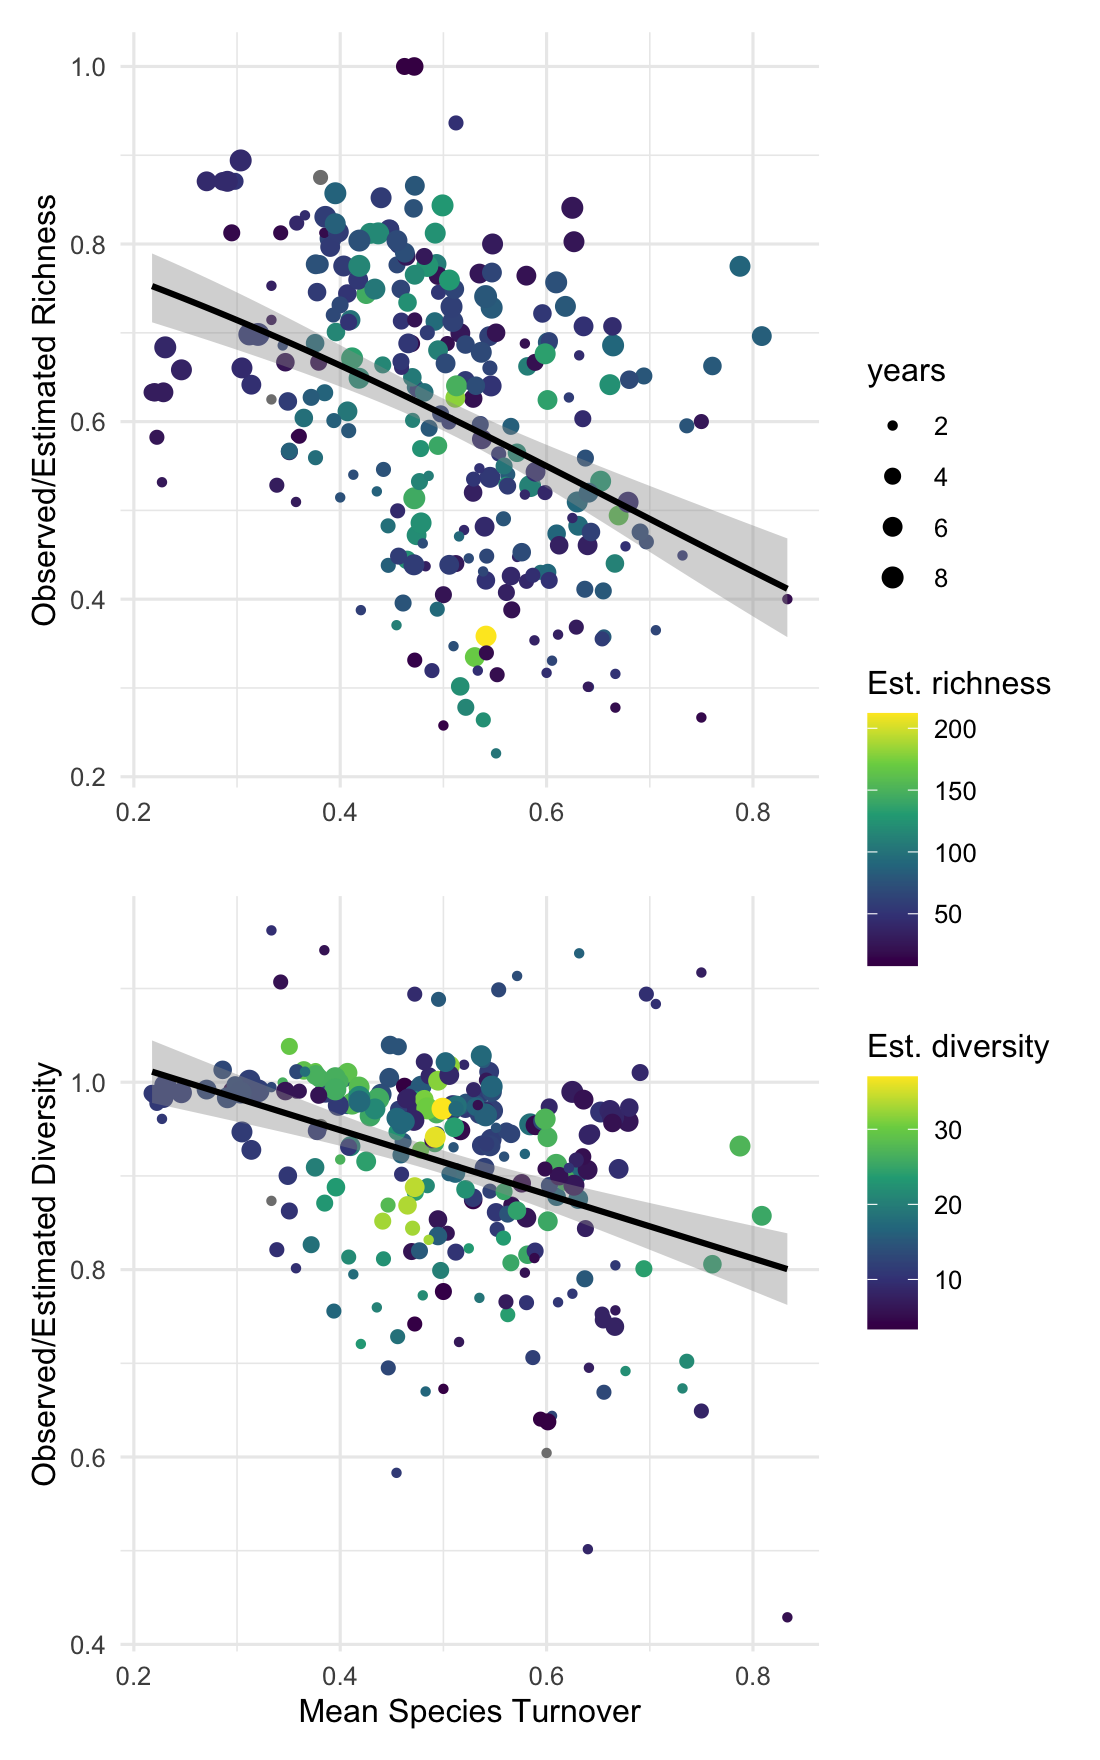 Observed/Estimated Richness
1.0
0.8
0.6
0.4
0.2
0.2 0.4 0.6 0.8
years
2
4
6
8
Est. richness
200
150
100
50
Observed/Estimated Diversity
1.0
0.8
0.6
0.4
0.2 0.4 0.6 0.8
Mean Species Turnover
Est. diversity
30
20
10